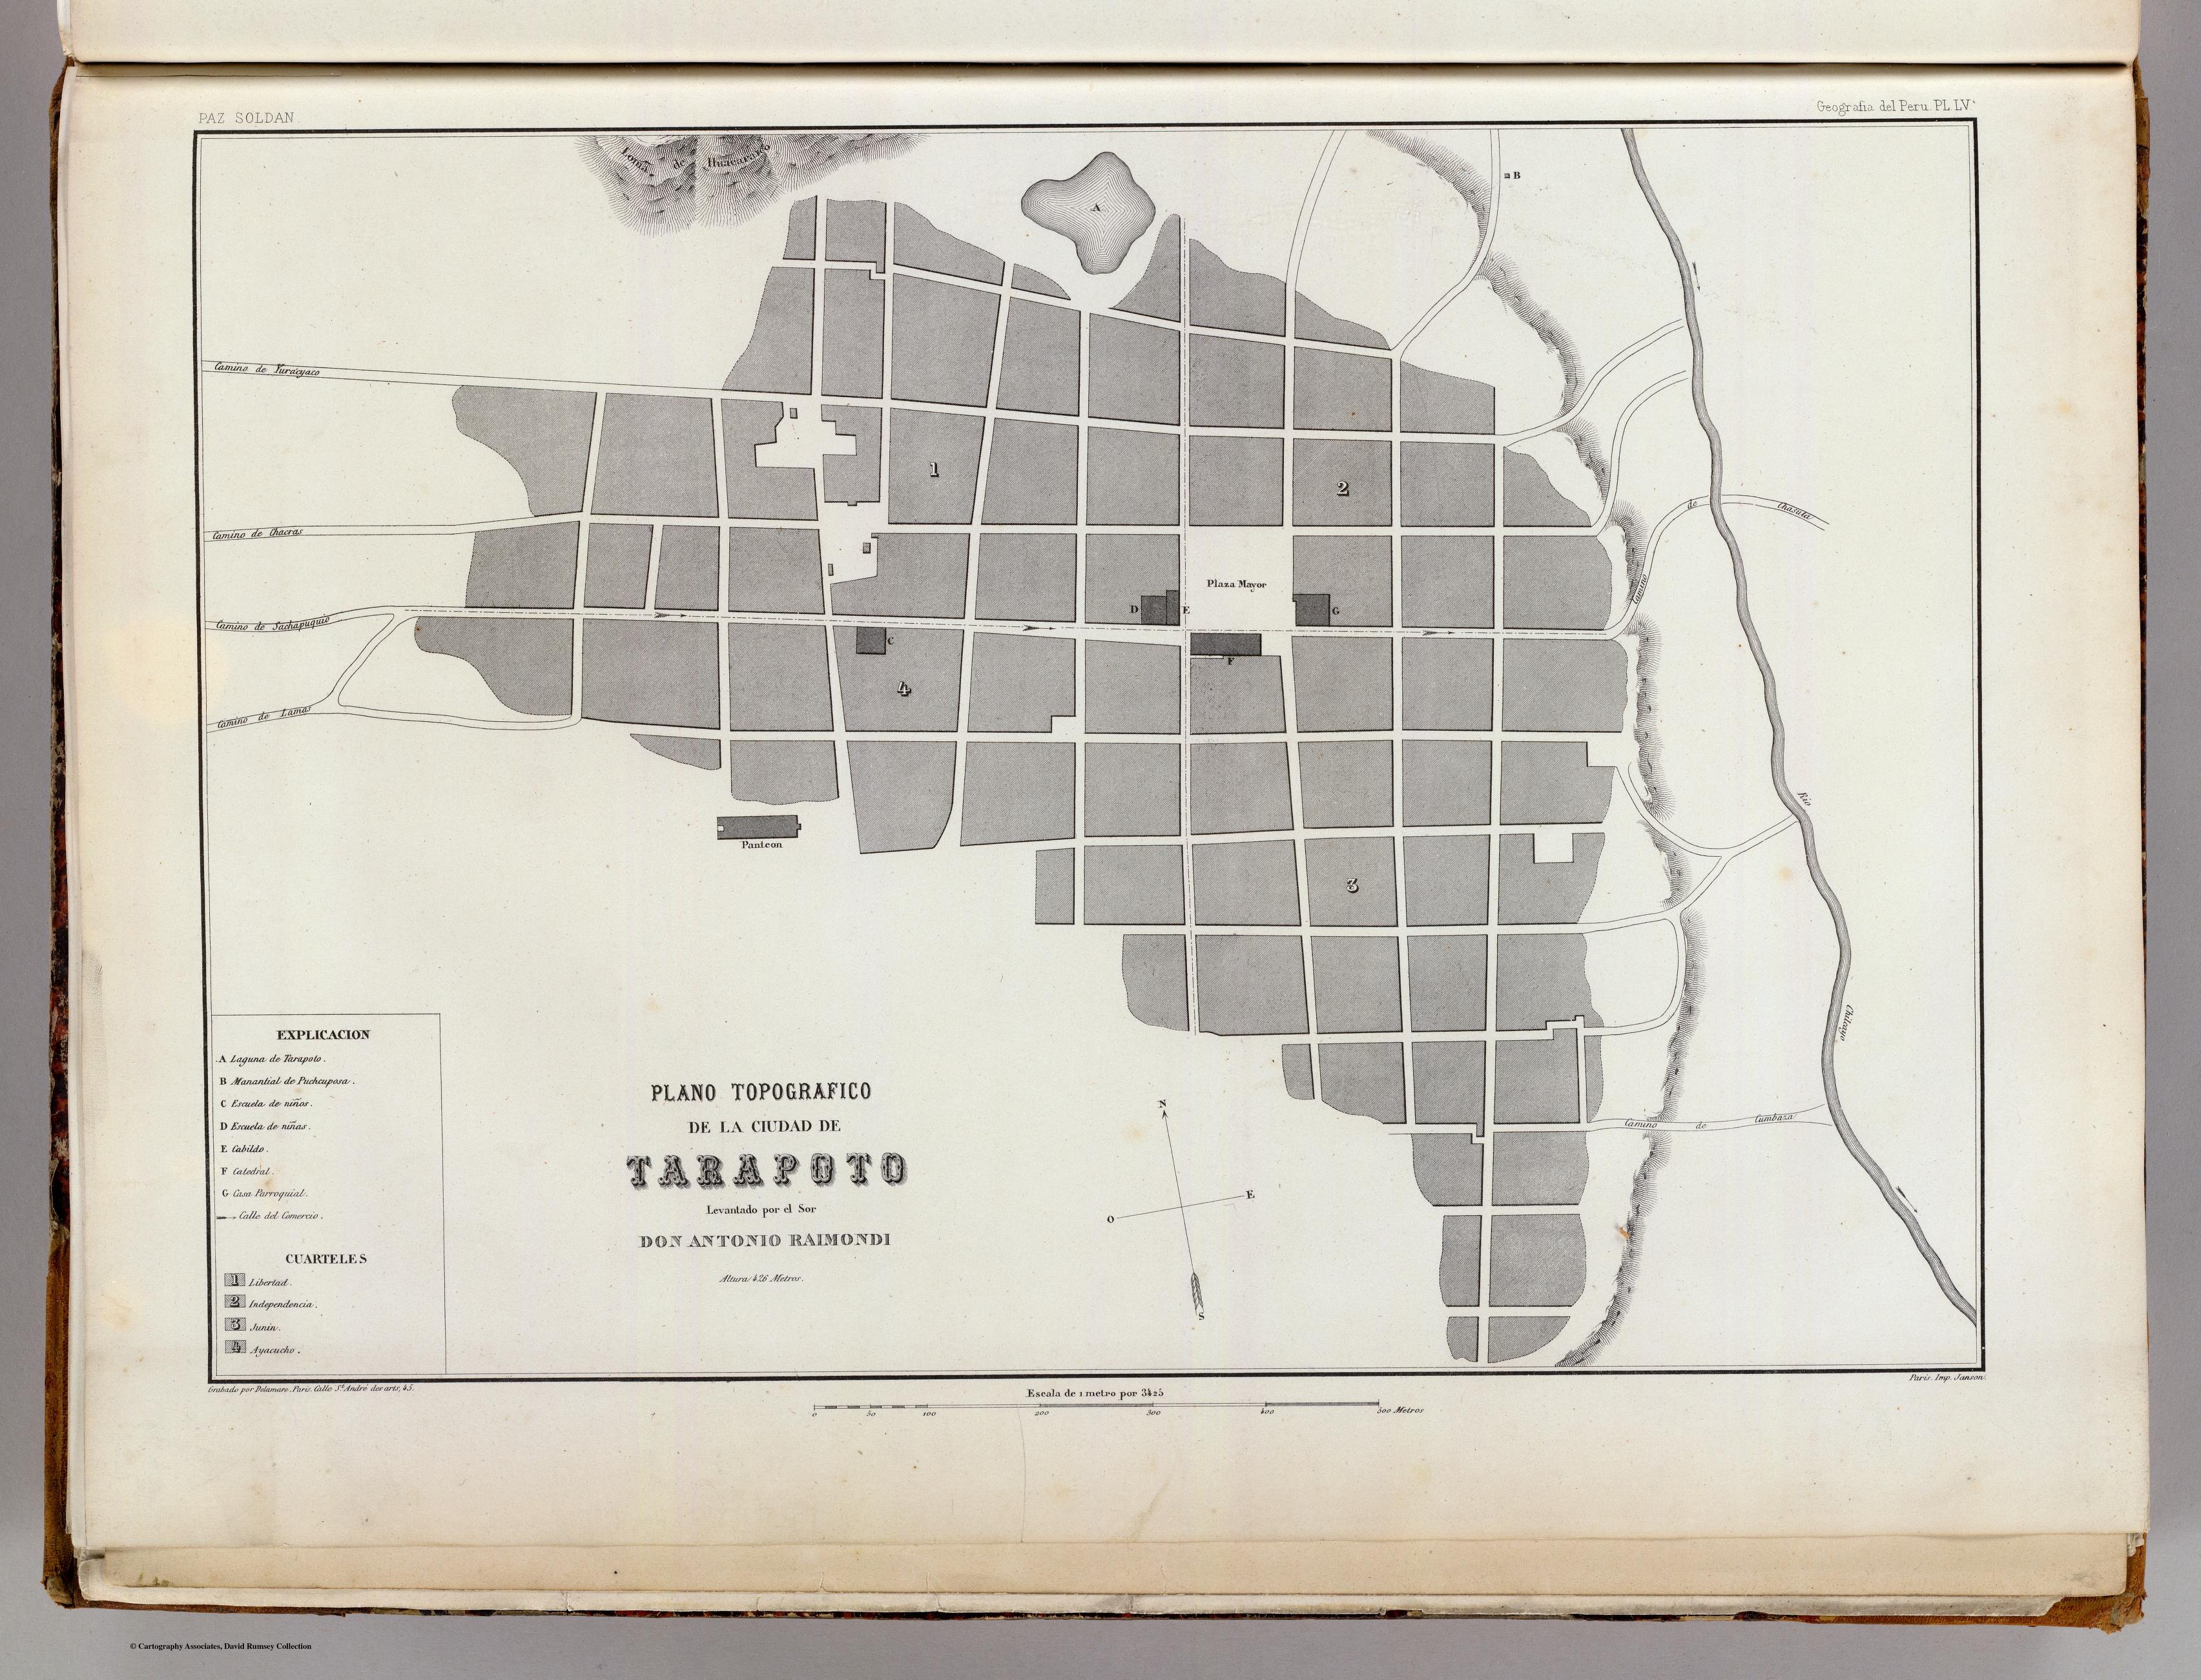 PAZ SOLDAN
Geografia del Peru. PL. LV.
Loma de Huacaraico
A
B
Camino de Yuracyaco
1
2
de Chasuta
Camino de Chacras
Plaza Mayor
Camino
D
E
G
Camino de Sachapuquio
C
F
4
Camino de Lamas
Rio
Panteon
3
Chilcayo
EXPLICACION
A Laguna de Tarapoto.
B Manantial de Puchcuposa.
C Escuela de niños.
D Escuela de niñas.
E Cabildo.
F Catedral.
G Casa Parroquial.
Calle del Comercio.
CUARTELES
1 Libertad.
2 Independencia.
3 Junin.
4 Ayacucho.
PLANO TOPOGRAFICO
DE LA CIUDAD DE
TARAPOTO
Levantado por el Sor
DON ANTONIO RAIMONDI
Altura 426 Metros.
N
E
O
S
Camino de Cumbaza
Grabado por Delamare. Paris. Calle St. André des arts, 45.
Paris. Imp. Janson.
Escala de 1 metro por 3425
0 50 100 200 300 400 500 Metros
© Cartography Associates, David Rumsey Collection